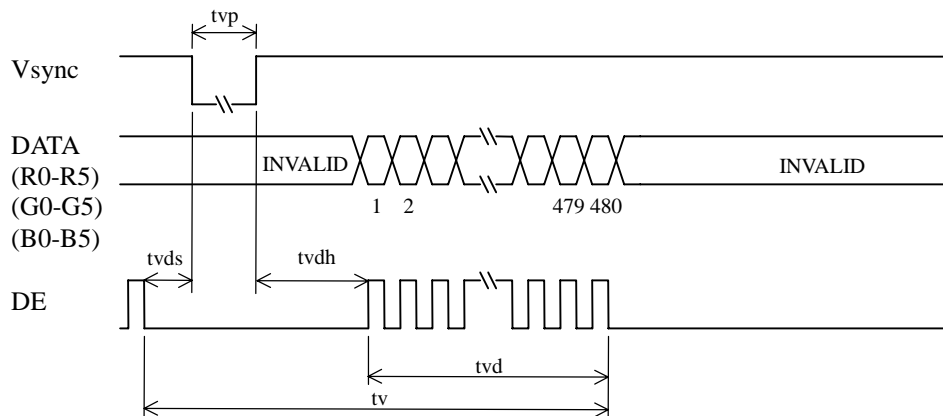 tvp
Vsync
DATA
(R0-R5)
(G0-G5)
(B0-B5)
INVALID
INVALID
1 2 479 480
tvds
tvdh
DE
tvd
tv